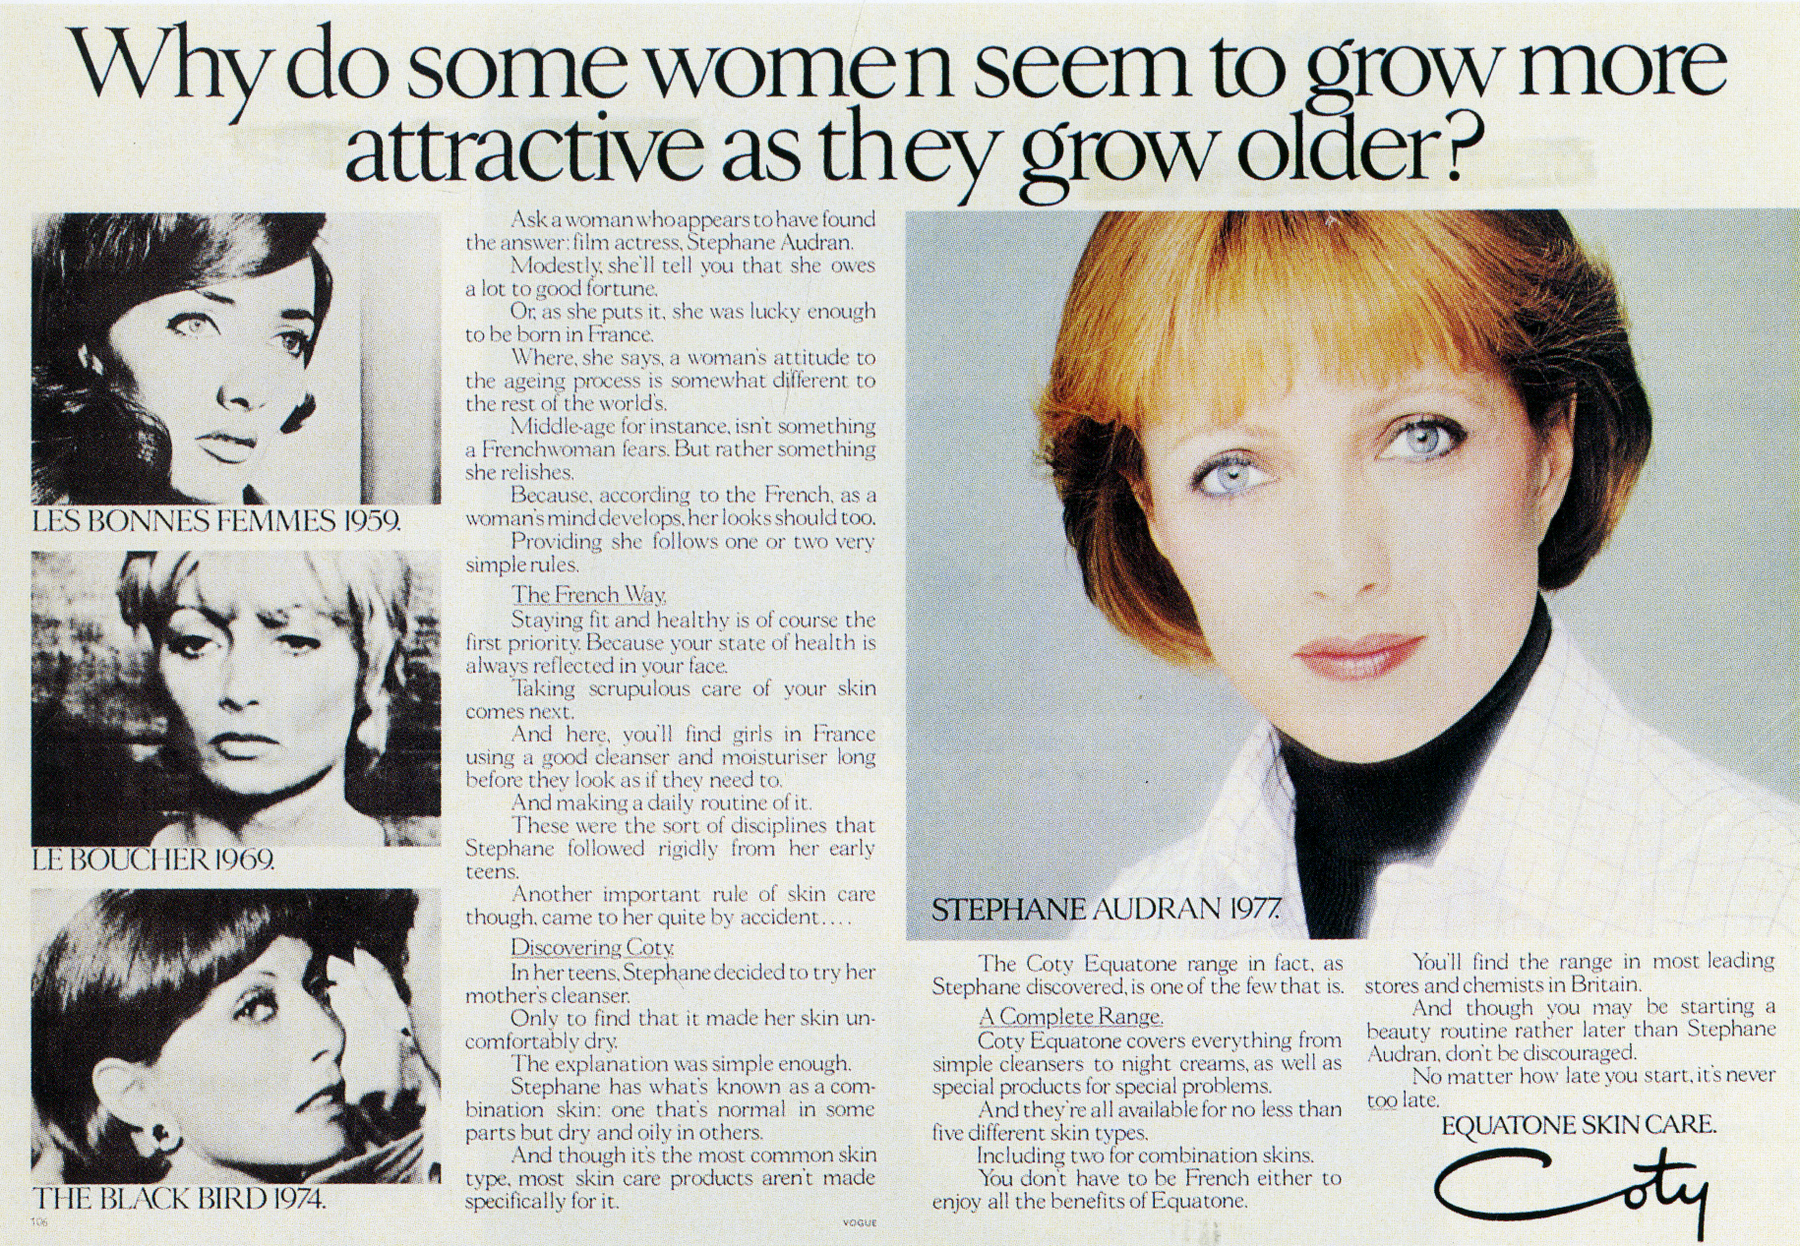 Why do some women seem to grow more
attractive as they grow older?
LES BONNES FEMMES 1959.
LE BOUCHER 1969.
THE BLACK BIRD 1974.
106
Ask a woman who appears to have found
the answer: film actress, Stephane Audran.
Modestly, she'll tell you that she owes
a lot to good fortune.
Or, as she puts it, she was lucky enough
to be born in France.
Where, she says, a woman's attitude to
the ageing process is somewhat different to
the rest of the world's.
Middle-age for instance, isn't something
a Frenchwoman fears. But rather something
she relishes.
Because, according to the French, as a
woman's mind develops, her looks should too.
Providing she follows one or two very
simple rules.
The French Way.
Staying fit and healthy is of course the
first priority. Because your state of health is
always reflected in your face.
Taking scrupulous care of your skin
comes next.
And here, you'll find girls in France
using a good cleanser and moisturiser long
before they look as if they need to.
And making a daily routine of it.
These were the sort of disciplines that
Stephane followed rigidly from her early
teens.
Another important rule of skin care
though, came to her quite by accident....
Discovering Coty.
In her teens, Stephane decided to try her
mother's cleanser.
Only to find that it made her skin un-
comfortably dry.
The explanation was simple enough.
Stephane has what's known as a com-
bination skin: one that's normal in some
parts but dry and oily in others.
And though it's the most common skin
type, most skin care products aren't made
specifically for it.
VOGUE
STEPHANE AUDRAN 1977.
The Coty Equatone range in fact, as
Stephane discovered, is one of the few that is.
A Complete Range.
Coty Equatone covers everything from
simple cleansers to night creams, as well as
special products for special problems.
And they're all available for no less than
five different skin types.
Including two for combination skins.
You don't have to be French either to
enjoy all the benefits of Equatone.
You'll find the range in most leading
stores and chemists in Britain.
And though you may be starting a
beauty routine rather later than Stephane
Audran, don't be discouraged.
No matter how late you start, it's never
too late.
EQUATONE SKIN CARE.
Coty